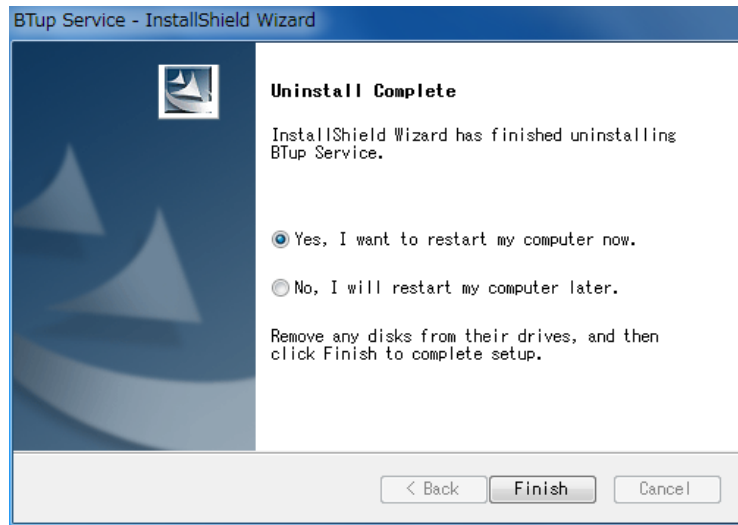 BTup Service - InstallShield Wizard
Uninstall Complete
InstallShield Wizard has finished uninstalling
BTup Service.
Yes, I want to restart my computer now.
No, I will restart my computer later.
Remove any disks from their drives, and then
click Finish to complete setup.
< Back
Finish
Cancel